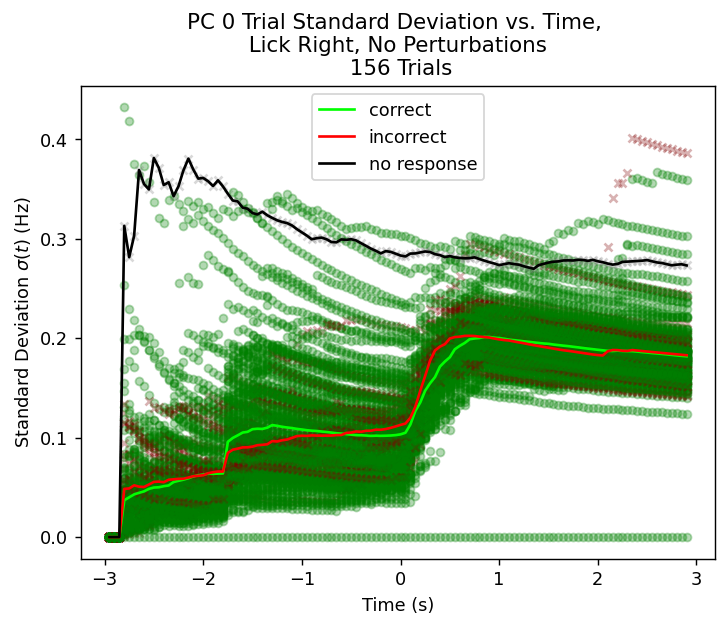 PC 0 Trial Standard Deviation vs. Time,
Lick Right, No Perturbations
156 Trials
correct
incorrect
no response
Standard Deviation σ(t) (Hz)
0.4
0.3
0.2
0.1
0.0
−3
−2
−1
0
1
2
3
Time (s)